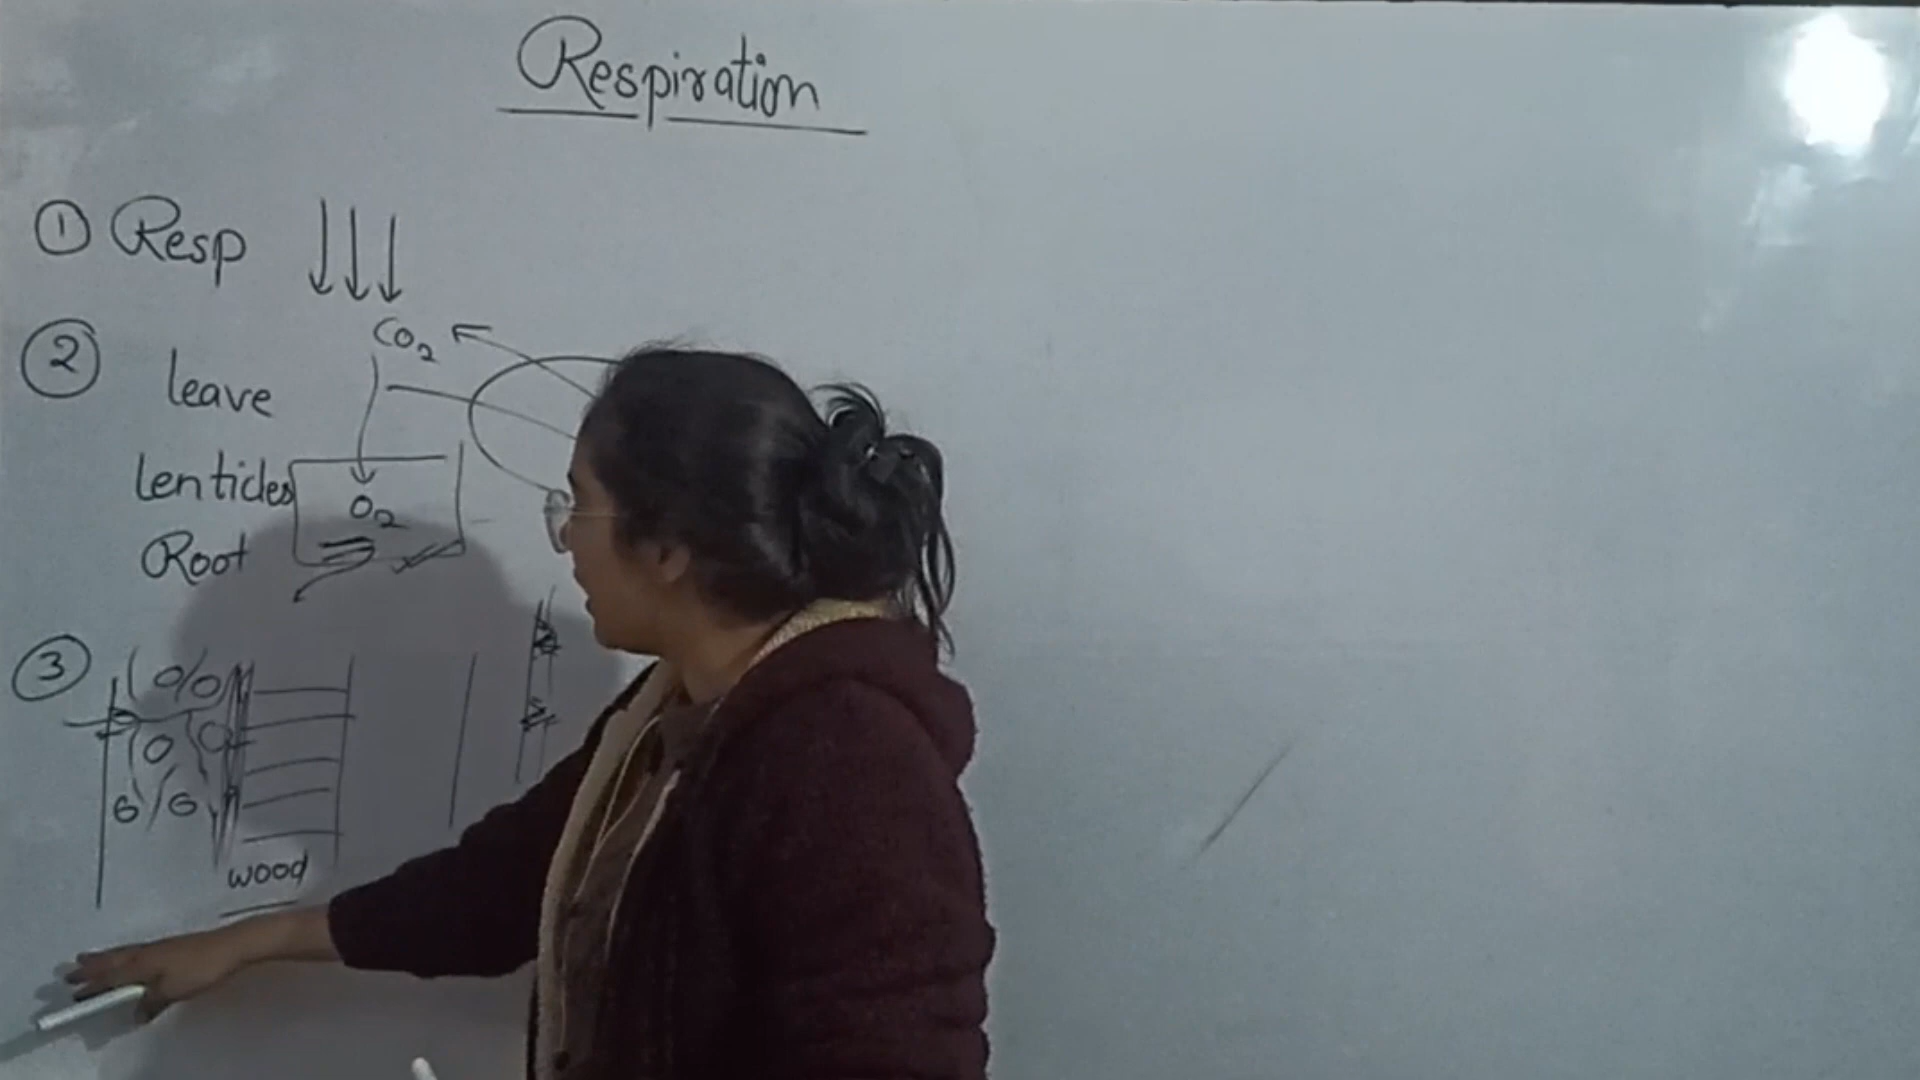 Respiration
① Resp
CO₂
② leave
Lenticles
O₂
Root
③
wood